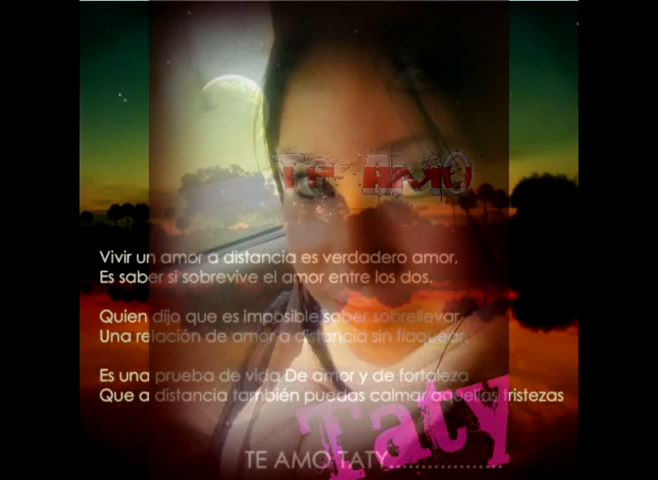 Te AMO
Vivir un amor a distancia es verdadero amor,
Es saber si sobrevive el amor entre los dos.
Quien dijo que es imposible saber sobrellevar
Una relación de amor a distancia sin flaquear.
Es una prueba de vida De amor y de fortaleza
Que a distancia también puedas calmar aquellas tristezas
Taty
TE AMO TATY..................